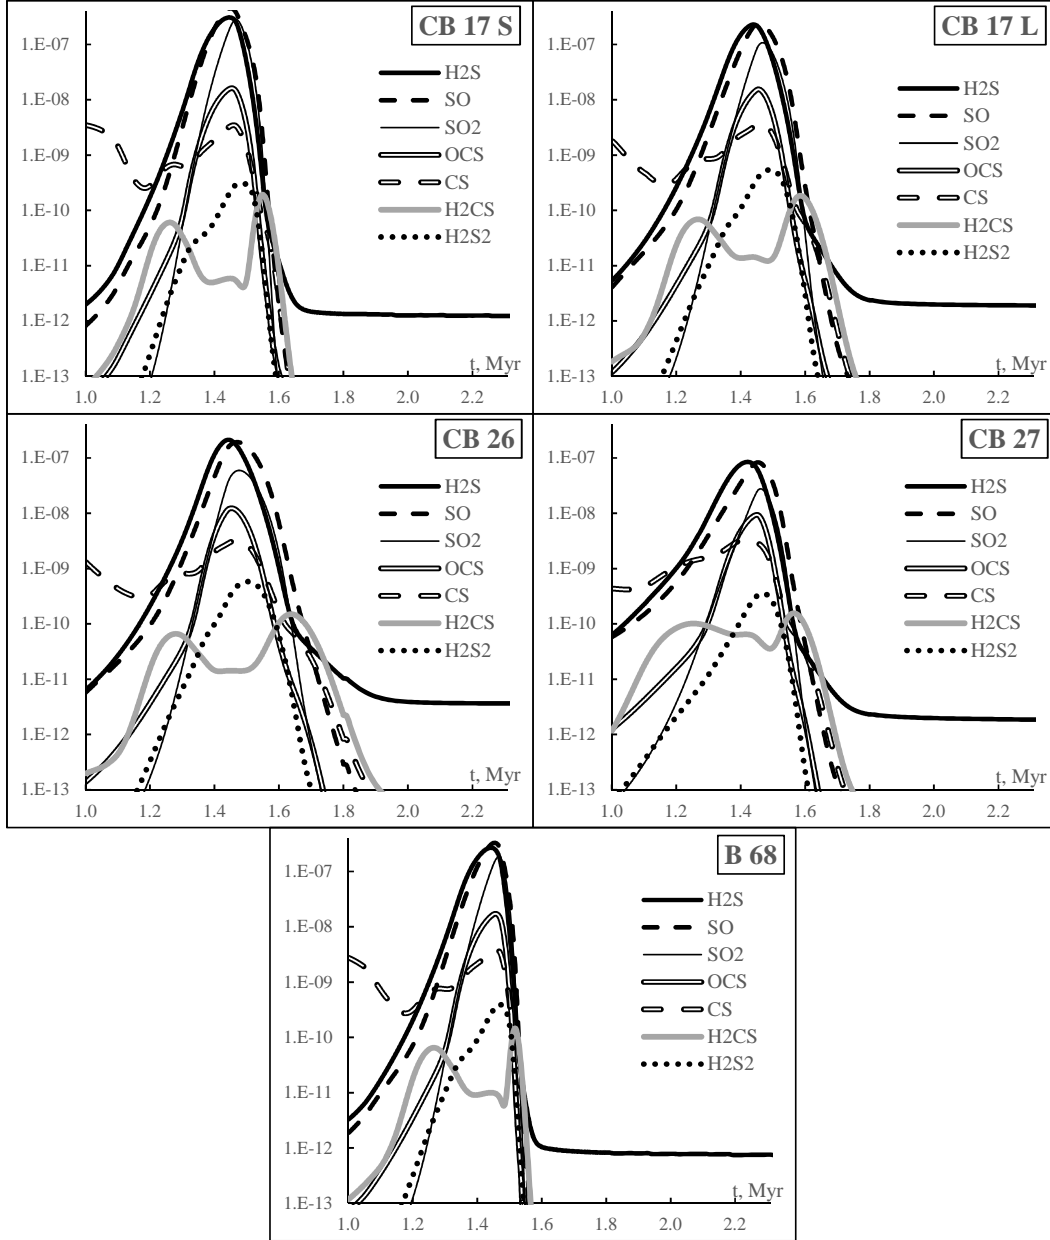 CB 17 S
1.E-07
1.E-08
1.E-09
1.E-10
1.E-11
1.E-12
1.E-13
H2S
SO
SO2
OCS
CS
H2CS
H2S2
t, Myr
1.0 1.2 1.4 1.6 1.8 2.0 2.2
CB 17 L
1.E-07
1.E-08
1.E-09
1.E-10
1.E-11
1.E-12
1.E-13
H2S
SO
SO2
OCS
CS
H2CS
H2S2
t, Myr
1.0 1.2 1.4 1.6 1.8 2.0 2.2
CB 26
1.E-07
1.E-08
1.E-09
1.E-10
1.E-11
1.E-12
1.E-13
H2S
SO
SO2
OCS
CS
H2CS
H2S2
t, Myr
1.0 1.2 1.4 1.6 1.8 2.0 2.2
CB 27
1.E-07
1.E-08
1.E-09
1.E-10
1.E-11
1.E-12
1.E-13
H2S
SO
SO2
OCS
CS
H2CS
H2S2
t, Myr
1.0 1.2 1.4 1.6 1.8 2.0 2.2
B 68
1.E-07
1.E-08
1.E-09
1.E-10
1.E-11
1.E-12
1.E-13
H2S
SO
SO2
OCS
CS
H2CS
H2S2
t, Myr
1.0 1.2 1.4 1.6 1.8 2.0 2.2